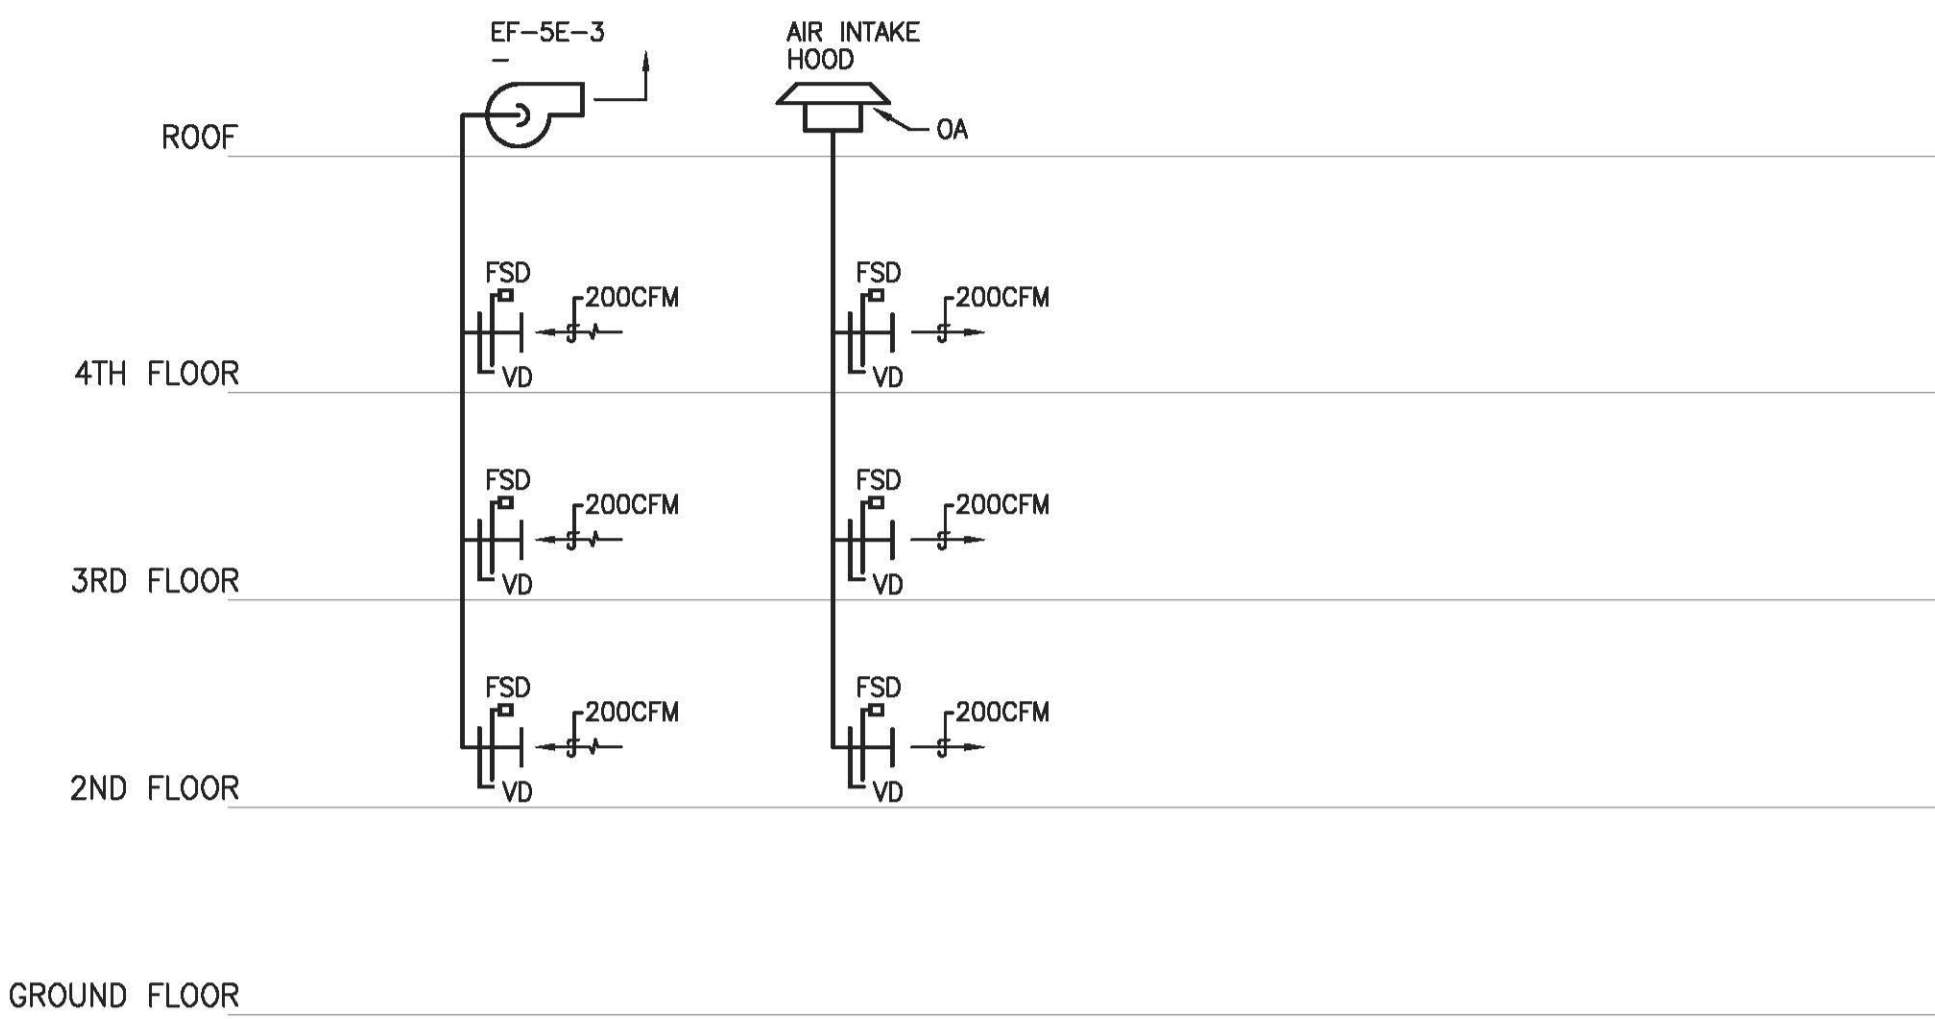 EF-5E-3
-
AIR INTAKE
HOOD
OA
ROOF
FSD
200CFM
VD
FSD
200CFM
VD
4TH FLOOR
FSD
200CFM
VD
FSD
200CFM
VD
3RD FLOOR
FSD
200CFM
VD
FSD
200CFM
VD
2ND FLOOR
GROUND FLOOR